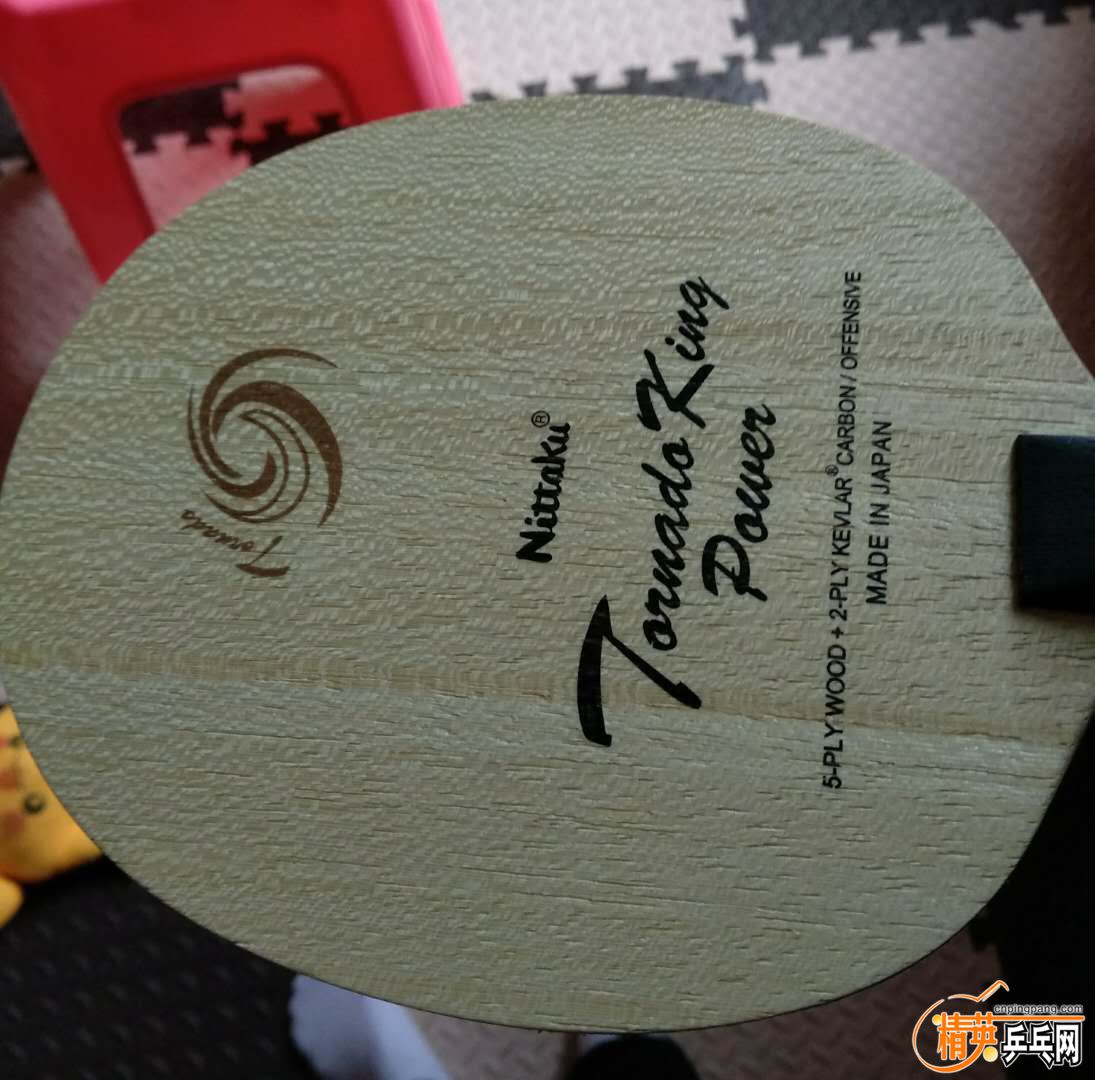 Tornado
Nittaku®
Tornado King
Power
5-PLY WOOD + 2-PLY KEVLAR® CARBON / OFFENSIVE
MADE IN JAPAN
cnpingpang.com
精英乒乓网